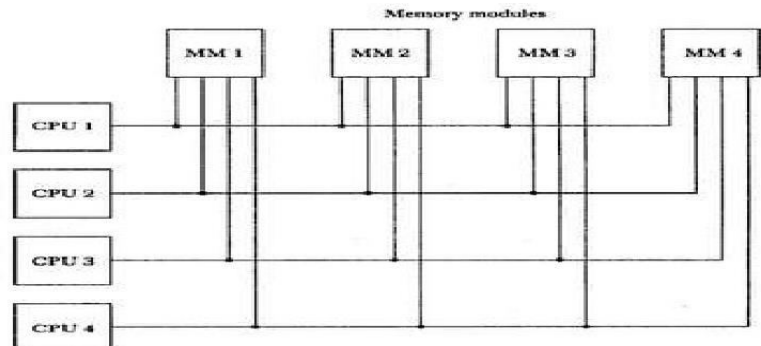 Memory modules
MM 1 MM 2 MM 3 MM 4
CPU 1
CPU 2
CPU 3
CPU 4